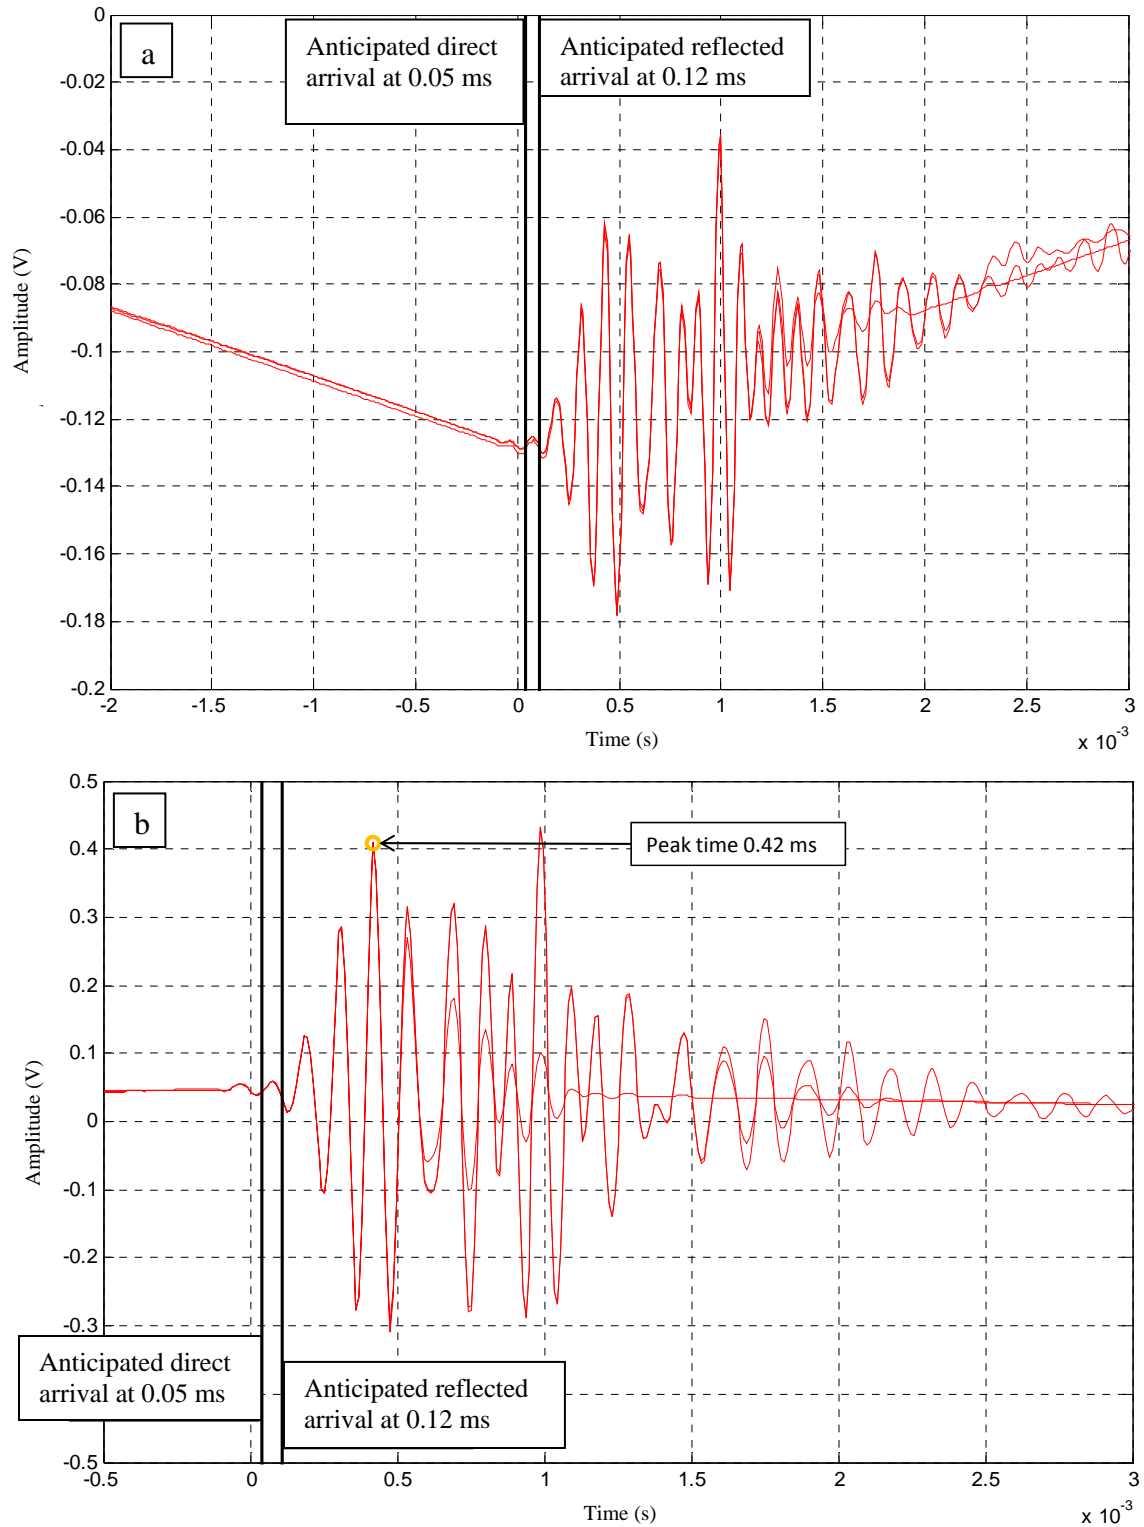 a
Anticipated direct
arrival at 0.05 ms
Anticipated reflected
arrival at 0.12 ms
0
-0.02
-0.04
-0.06
-0.08
-0.1
-0.12
-0.14
-0.16
-0.18
-0.2
Amplitude (V)
-2
-1.5
-1
-0.5
0
0.5
1
1.5
2
2.5
3
Time (s)
x 10-3
b
Peak time 0.42 ms
0.5
0.4
0.3
0.2
0.1
0
-0.1
-0.2
-0.3
-0.5
Amplitude (V)
Anticipated direct
arrival at 0.05 ms
Anticipated reflected
arrival at 0.12 ms
-0.5
0
0.5
1
1.5
2
2.5
3
Time (s)
x 10-3